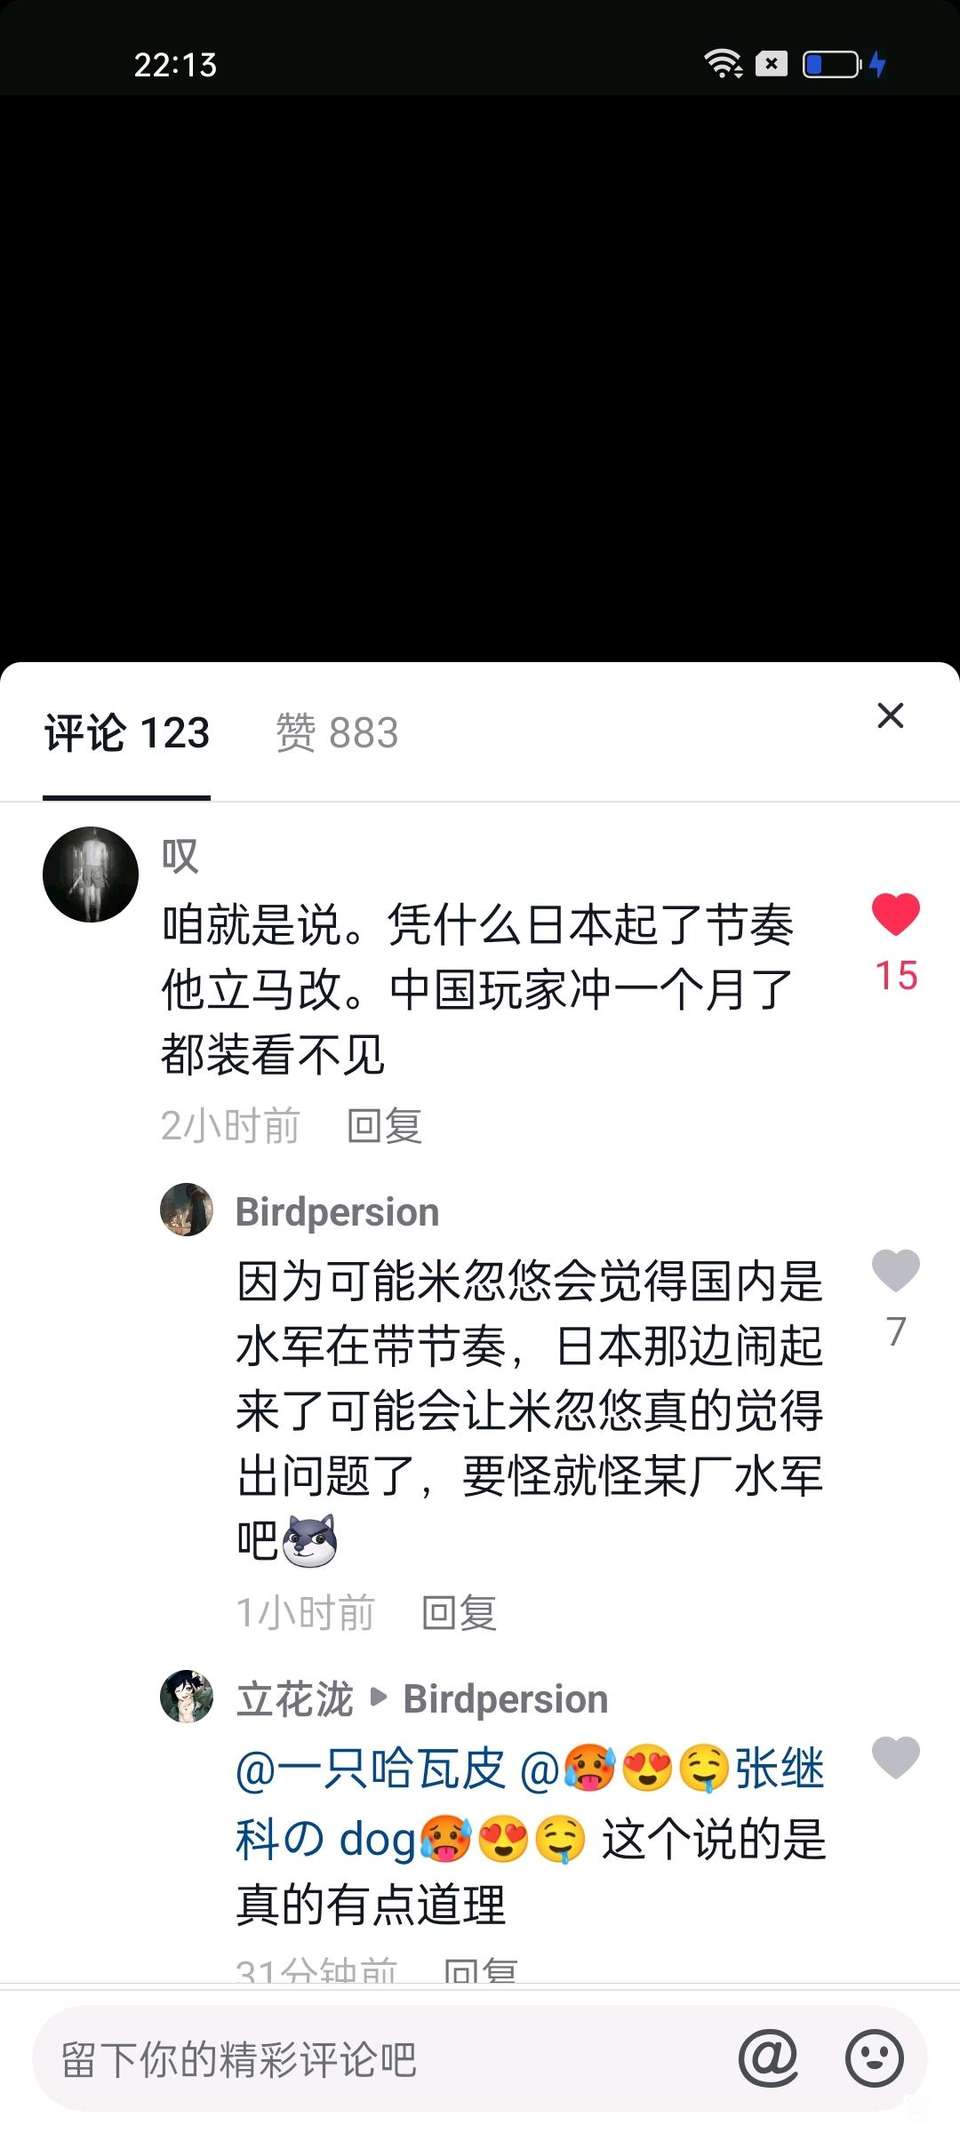 22:13
评论 123 赞 883
叹
咱就是说。凭什么日本起了节奏
他立马改。中国玩家冲一个月了
都装看不见
15
2小时前 回复
Birdpersion
因为可能米忽悠会觉得国内是
水军在带节奏，日本那边闹起
来了可能会让米忽悠真的觉得
出问题了，要怪就怪某厂水军
吧
7
1小时前 回复
立花泷 ▸ Birdpersion
@一只哈瓦皮 @🥵😍🤤张继
科の dog🥵😍🤤 这个说的是
真的有点道理
31分钟前 回复
留下你的精彩评论吧 @